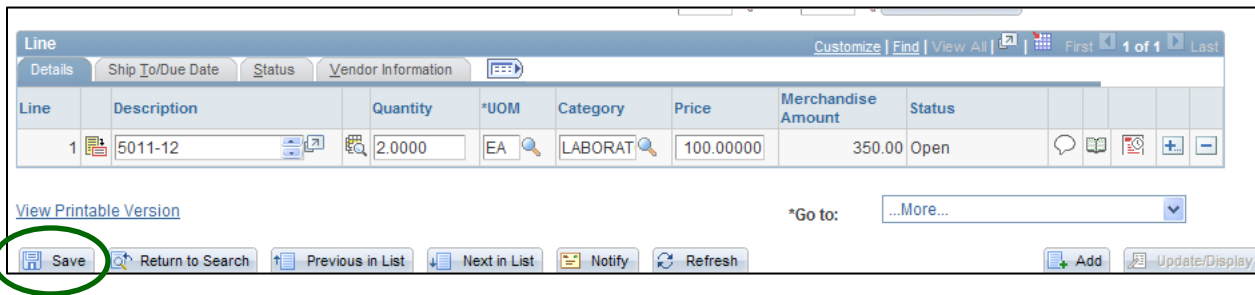 Line Customize | Find | View All | First 1 of 1 Last
Details Ship To/Due Date Status Vendor Information
Line Description Quantity *UOM Category Price Merchandise Amount Status
1 5011-12 2.0000 EA LABORAT 100.00000 350.00 Open
View Printable Version *Go to: ...More...
Save Return to Search Previous in List Next in List Notify Refresh Add Update/Display